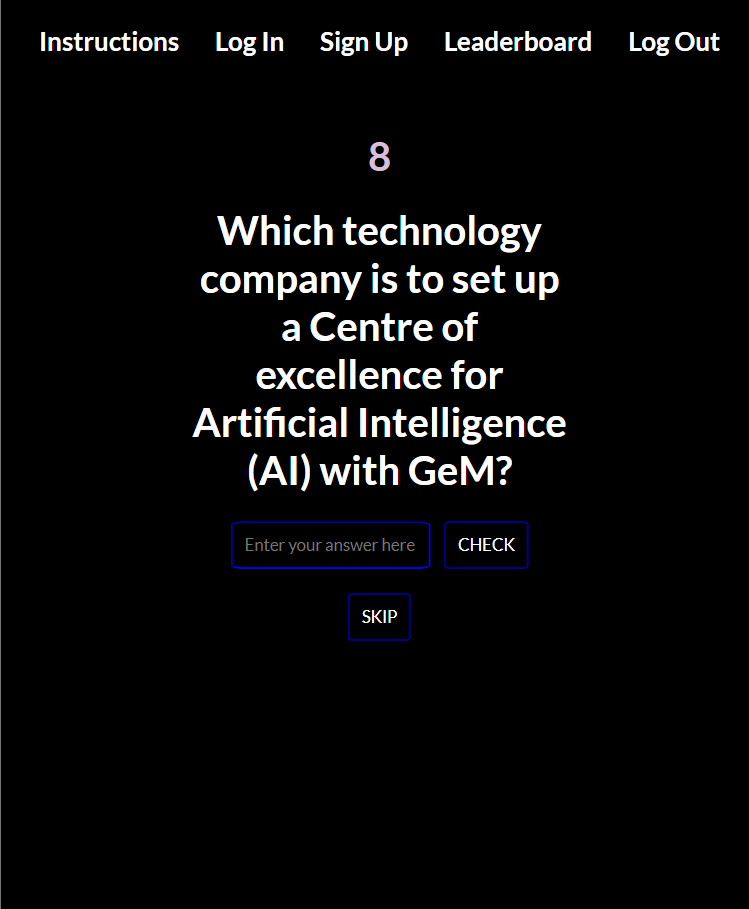 Instructions Log In Sign Up Leaderboard Log Out
8
Which technology
company is to set up
a Centre of
excellence for
Artificial Intelligence
(AI) with GeM?
Enter your answer here CHECK
SKIP